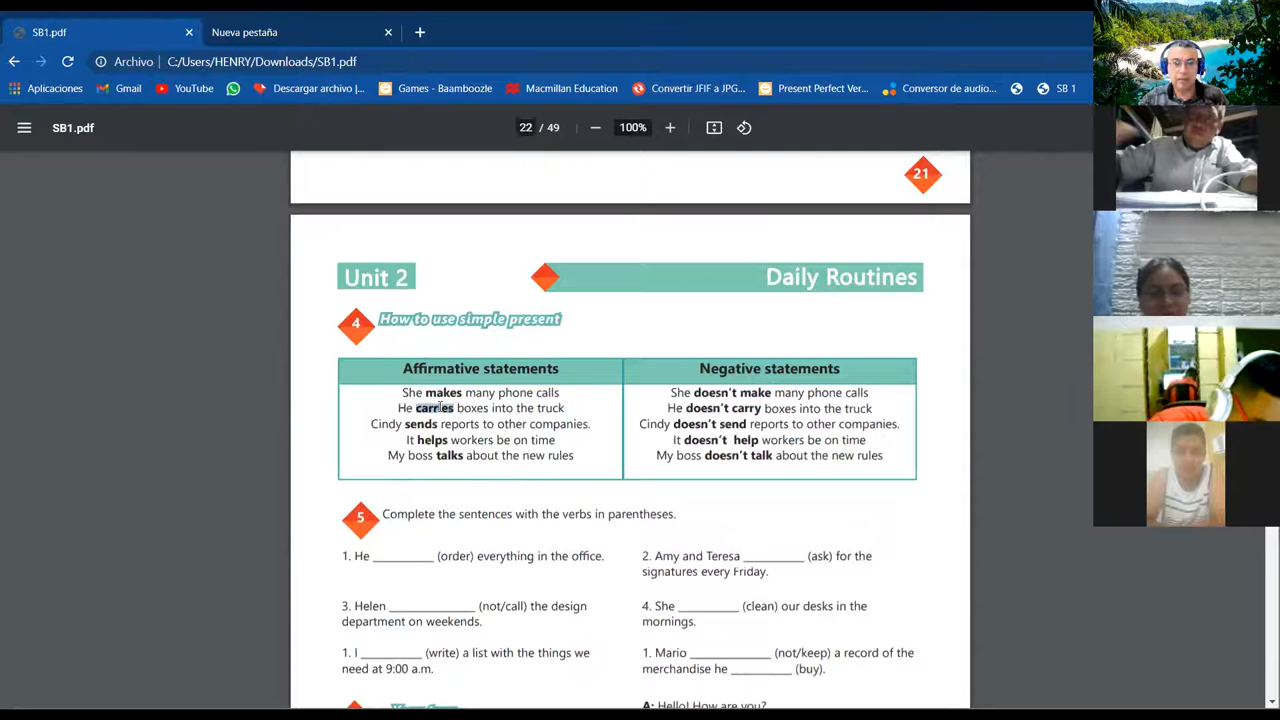 SB1.pdf
Nueva pestaña
Archivo C:/Users/HENRY/Downloads/SB1.pdf
Aplicaciones Gmail YouTube Descargar archivo |... Games - Baamboozle Macmillan Education Convertir JFIF a JPG... Present Perfect Ver... Conversor de audio... SB 1
SB1.pdf 22 / 49 100%
21
Unit 2 Daily Routines
4 How to use simple present
Affirmative statements
She makes many phone calls
He carries boxes into the truck
Cindy sends reports to other companies.
It helps workers be on time
My boss talks about the new rules
Negative statements
She doesn't make many phone calls
He doesn't carry boxes into the truck
Cindy doesn't send reports to other companies.
It doesn't help workers be on time
My boss doesn't talk about the new rules
5 Complete the sentences with the verbs in parentheses.
1. He _________ (order) everything in the office.
2. Amy and Teresa _________ (ask) for the
signatures every Friday.
3. Helen _____________ (not/call) the design
department on weekends.
4. She _________ (clean) our desks in the
mornings.
1. I _________ (write) a list with the things we
need at 9:00 a.m.
1. Mario ____________ (not/keep) a record of the
merchandise he _________ (buy).
A: Hello! How are you?